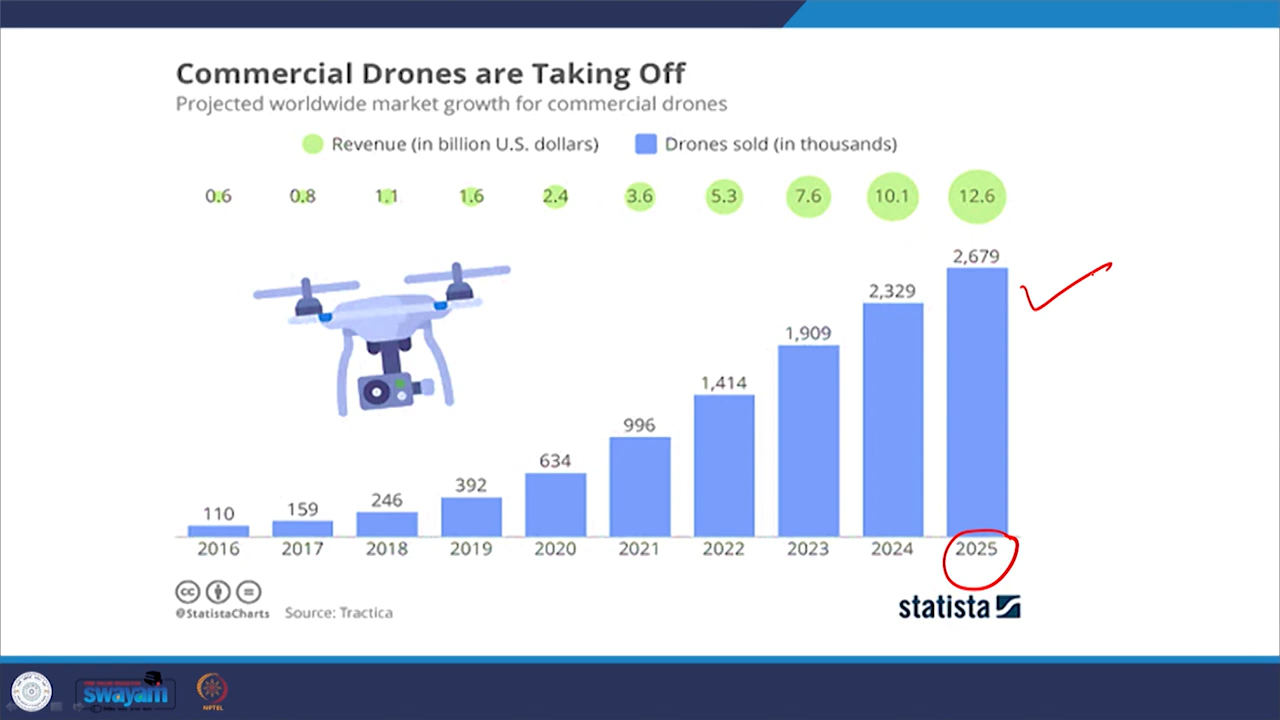 Commercial Drones are Taking Off
Projected worldwide market growth for commercial drones
Revenue (in billion U.S. dollars) Drones sold (in thousands)
0.6 0.8 1.1 1.6 2.4 3.6 5.3 7.6 10.1 12.6
110 159 246 392 634 996 1,414 1,909 2,329 2,679
2016 2017 2018 2019 2020 2021 2022 2023 2024 2025
cc
@StatistaCharts Source: Tractica
statista
swayam
NPTEL